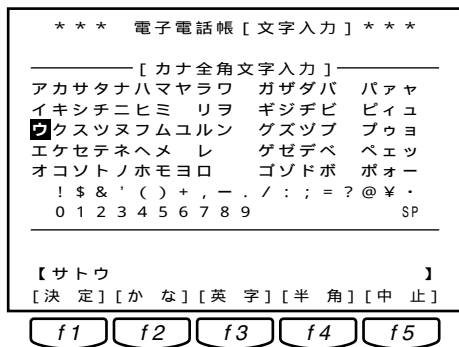 ＊＊＊ 電子電話帳［文字入力］＊＊＊
［カナ全角文字入力］
アカサタナハマヤラワ ガザダバ パァャ
イキシチニヒミ リヲ ギジヂビ ピィュ
ウクスツヌフムユルン グズヅブ プゥョ
エケセテネヘメ レ ゲゼデベ ペェッ
オコソトノホモヨロ ゴゾドボ ポォー
！＄＆’（）＋，－．／：；＝？＠￥・
０１２３４５６７８９ SP
【サトウ 】
［決 定］［か な］［英 字］［半 角］［中 止］
f1 f2 f3 f4 f5